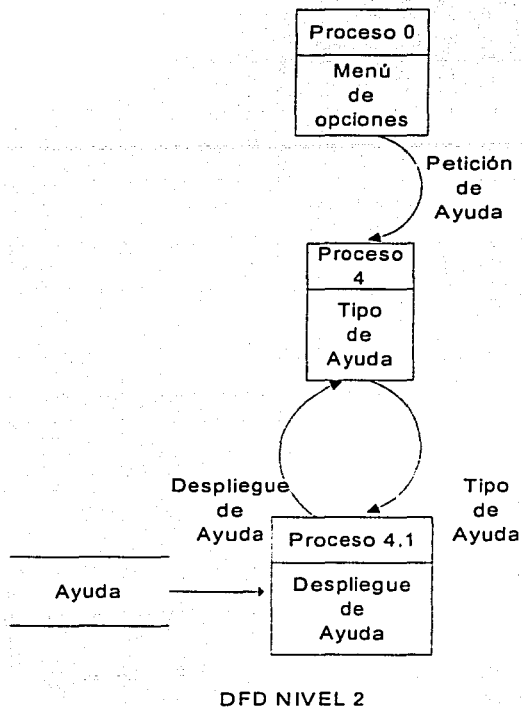 Proceso 0
Menú
de
opciones
Petición
de
Ayuda
Proceso
4
Tipo
de
Ayuda
Despliegue
de
Ayuda
Tipo
de
Ayuda
Proceso 4.1
Despliegue
de
Ayuda
Ayuda
DFD NIVEL 2